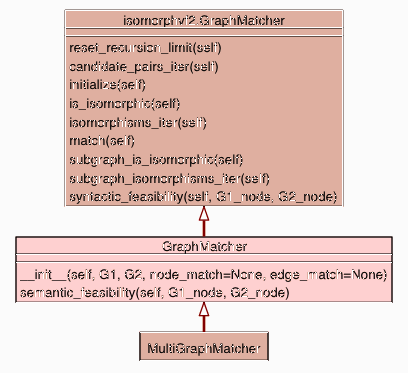 isomorphvf2.GraphMatcher
reset_recursion_limit(self)
candidate_pairs_iter(self)
initialize(self)
is_isomorphic(self)
isomorphisms_iter(self)
match(self)
subgraph_is_isomorphic(self)
subgraph_isomorphisms_iter(self)
syntactic_feasibility(self, G1_node, G2_node)
GraphMatcher
__init__(self, G1, G2, node_match=None, edge_match=None)
semantic_feasibility(self, G1_node, G2_node)
MultiGraphMatcher